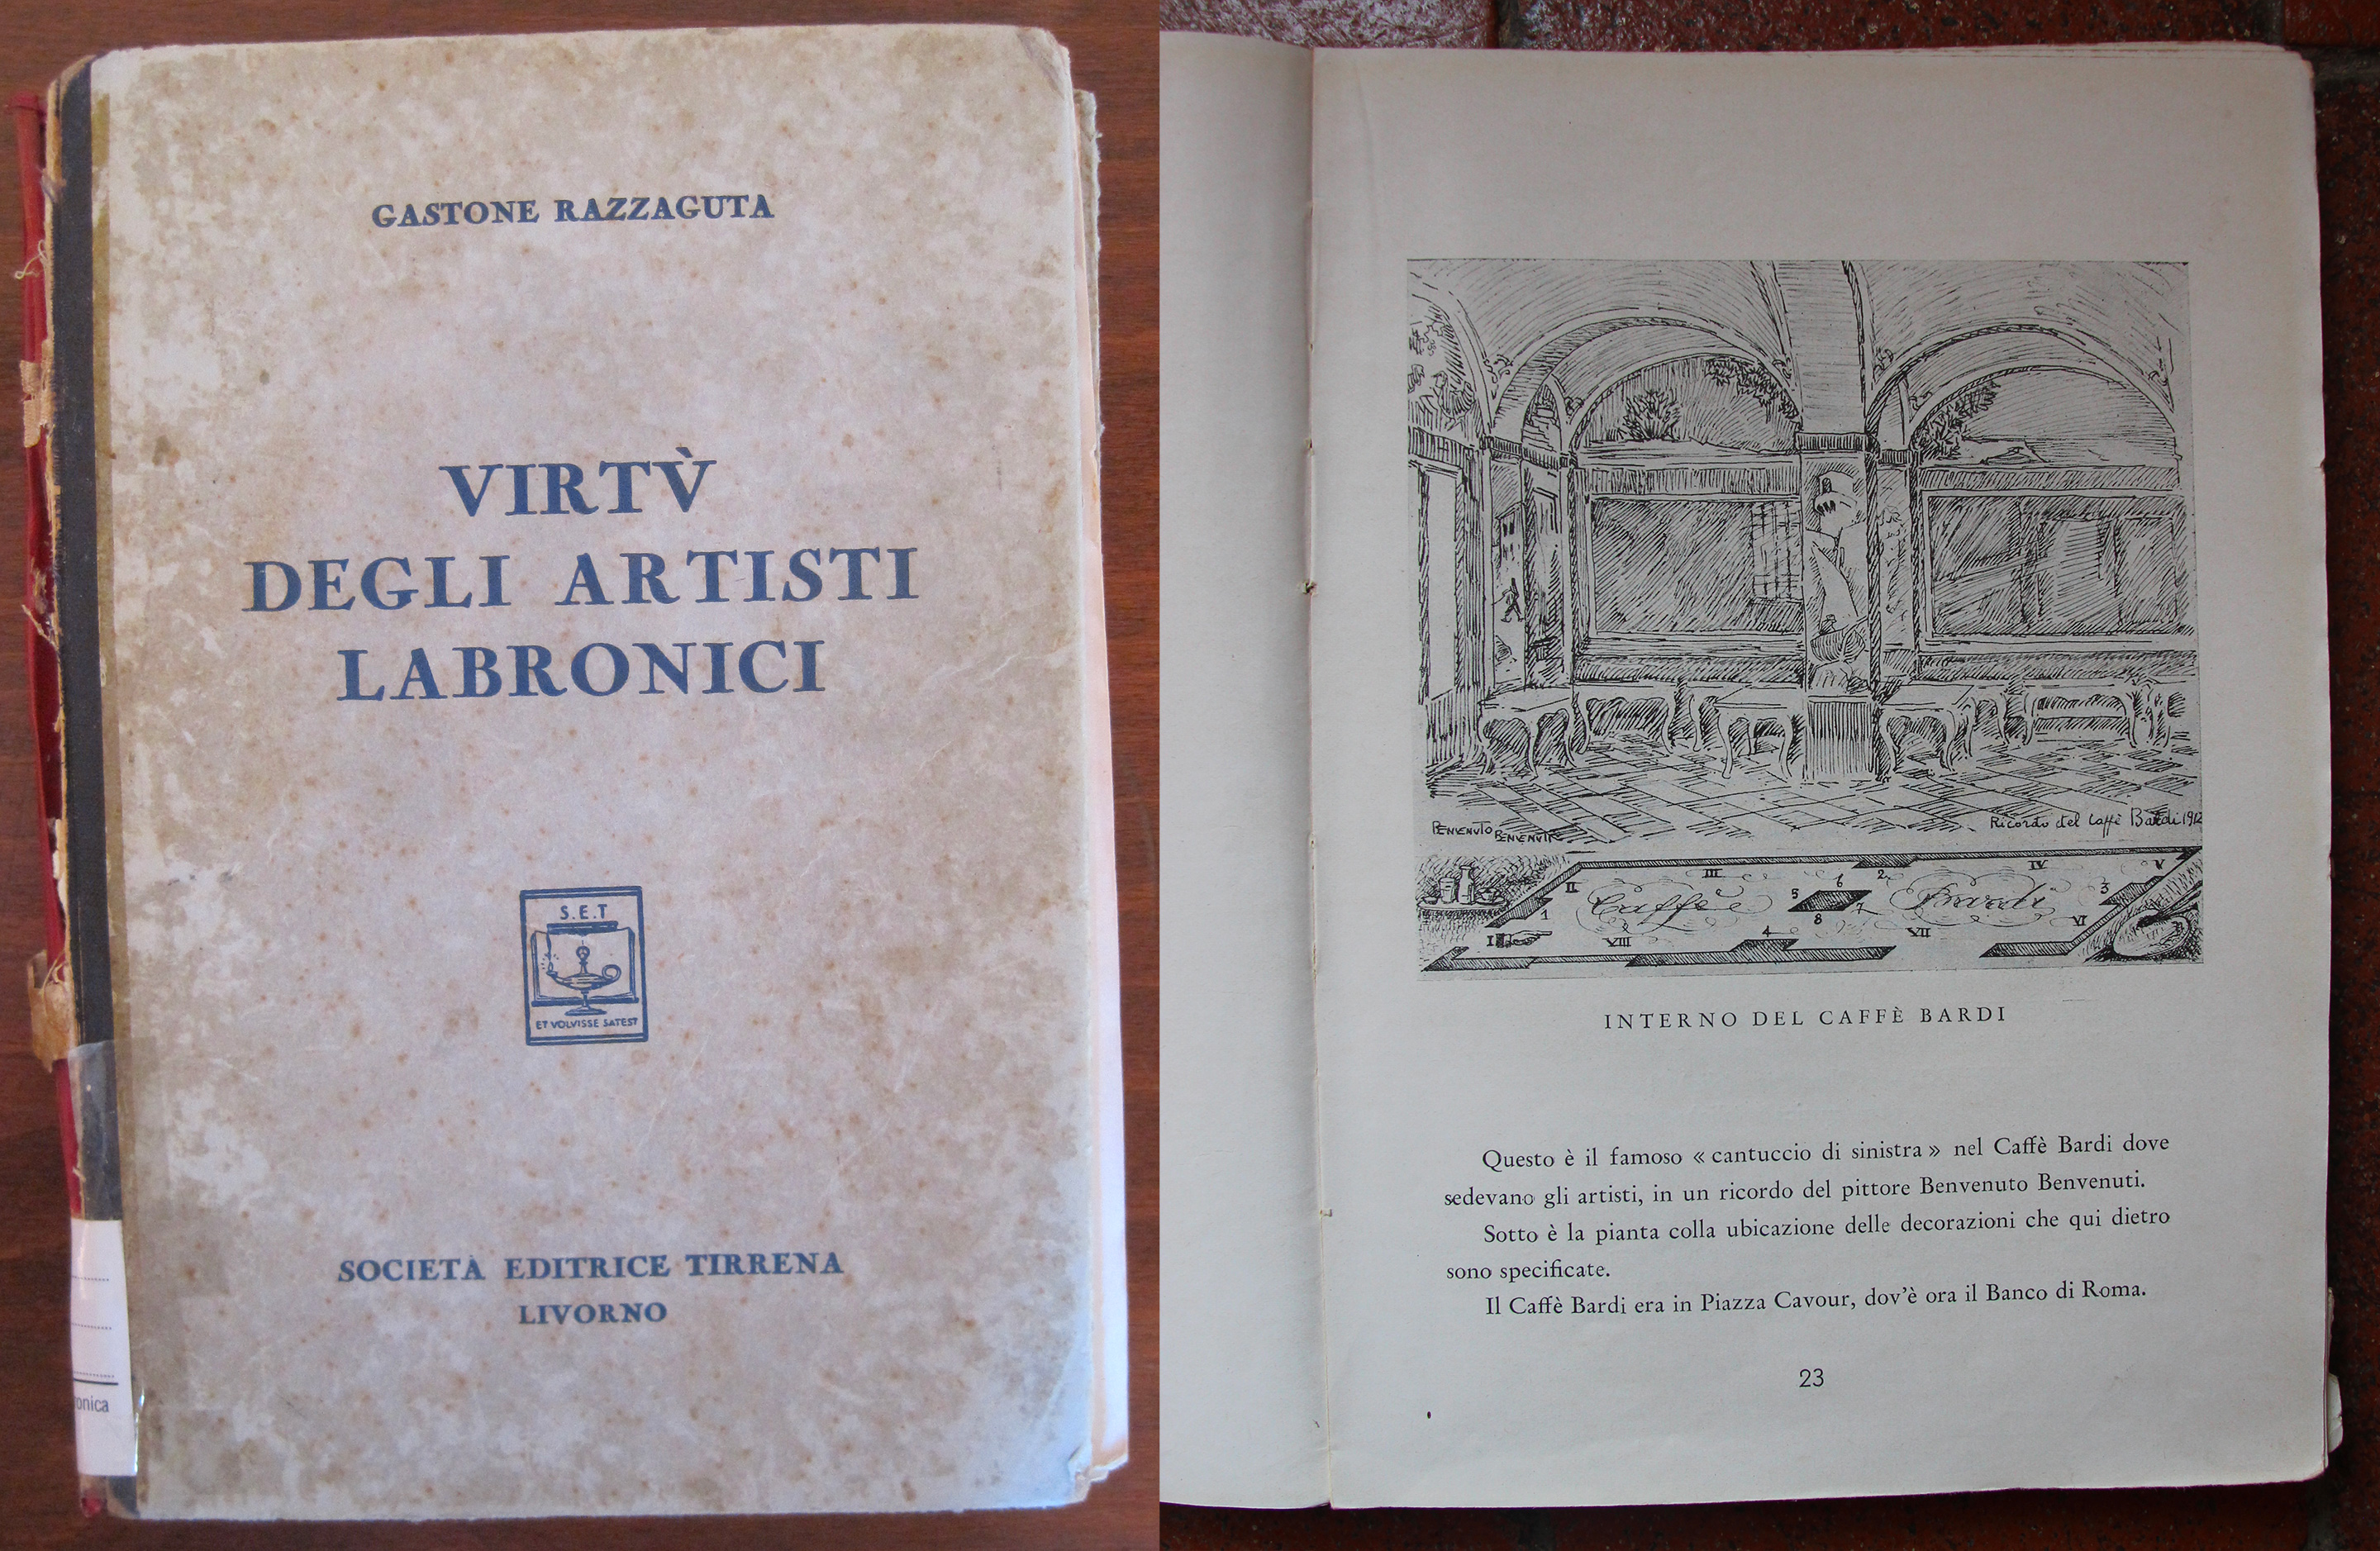 GASTONE RAZZAGUTA
VIRTÙ
DEGLI ARTISTI
LABRONICI
S.E.T
ET VOLVISSE SATEST
SOCIETÀ EDITRICE TIRRENA
LIVORNO
onica
BENVENUTO BENVENUTI
Ricordo del Caffè Bardi 1912
I II III IV V VI VII VIII
1 2 3 4 5 6 7 8
Caffè Bardi
INTERNO DEL CAFFÈ BARDI
Questo è il famoso « cantuccio di sinistra » nel Caffè Bardi dove
sedevano gli artisti, in un ricordo del pittore Benvenuto Benvenuti.
Sotto è la pianta colla ubicazione delle decorazioni che qui dietro
sono specificate.
Il Caffè Bardi era in Piazza Cavour, dov'è ora il Banco di Roma.
23